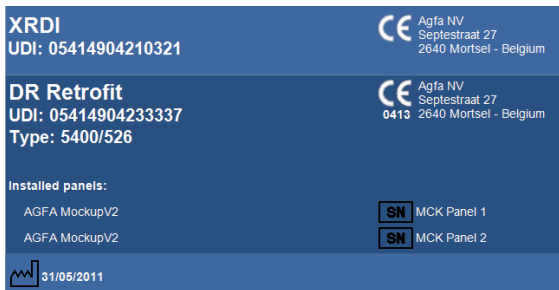 XRDI
UDI: 05414904210321
CE Agfa NV
Septestraat 27
2640 Mortsel - Belgium
DR Retrofit
UDI: 05414904233337
Type: 5400/526
CE Agfa NV
Septestraat 27
0413 2640 Mortsel - Belgium
Installed panels:
AGFA MockupV2 SN MCK Panel 1
AGFA MockupV2 SN MCK Panel 2
31/05/2011